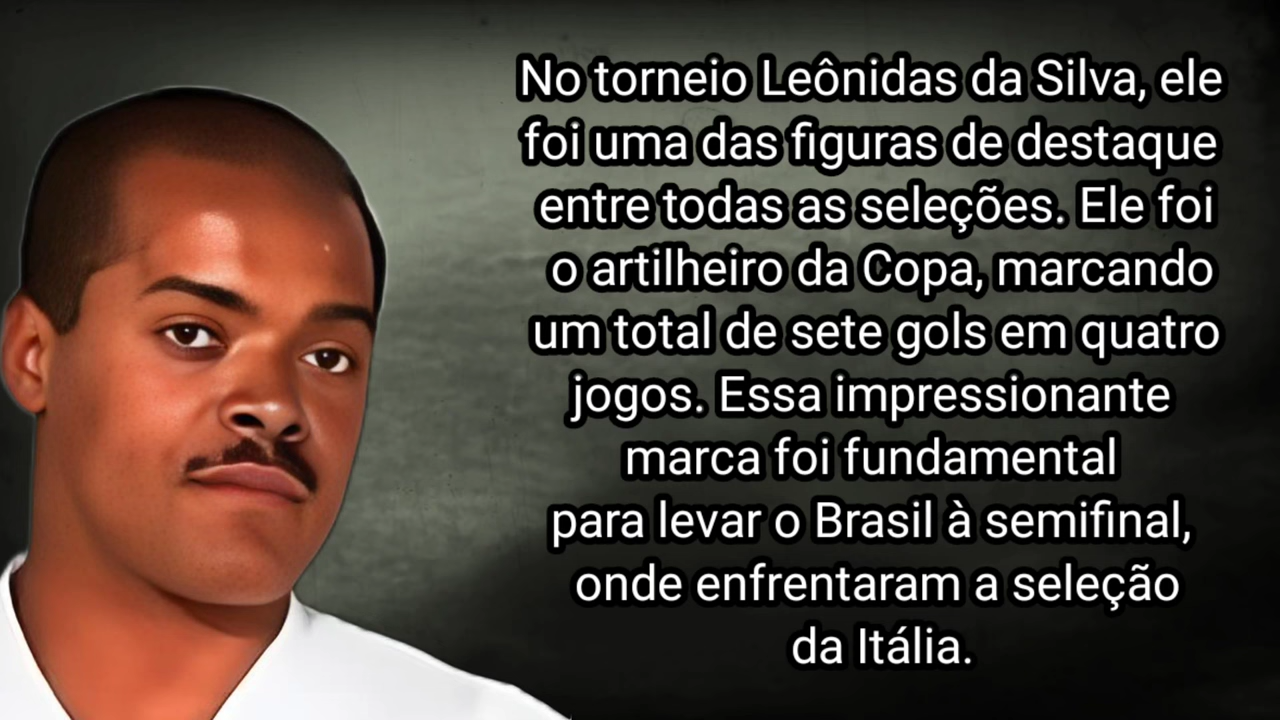 No torneio Leônidas da Silva, ele
foi uma das figuras de destaque
entre todas as seleções. Ele foi
o artilheiro da Copa, marcando
um total de sete gols em quatro
jogos. Essa impressionante
marca foi fundamental
para levar o Brasil à semifinal,
onde enfrentaram a seleção
da Itália.